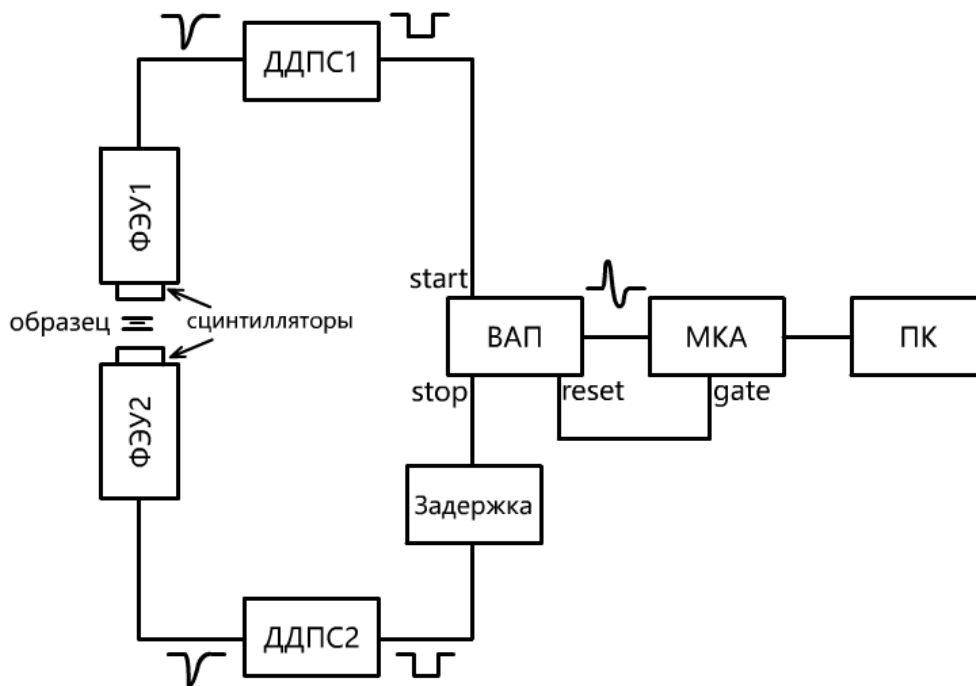 ДДПС1
ФЭУ1
start
образец
сцинтилляторы
ВАП
МКА
ПК
stop
reset
gate
ФЭУ2
Задержка
ДДПС2